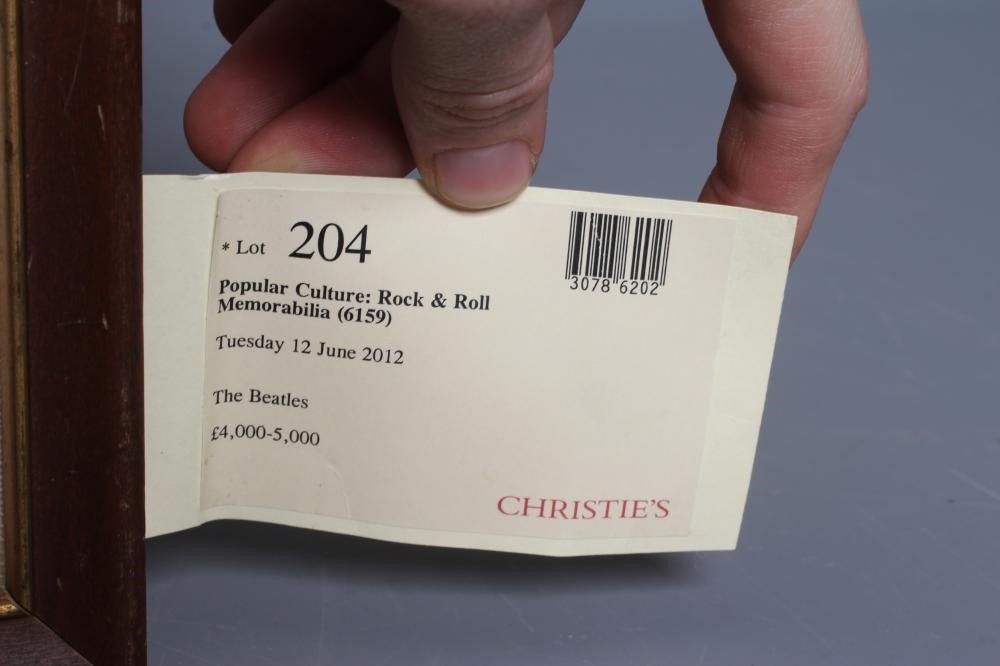 * Lot 204
3078 6202
Popular Culture: Rock & Roll
Memorabilia (6159)
Tuesday 12 June 2012
The Beatles
£4,000-5,000
CHRISTIE'S